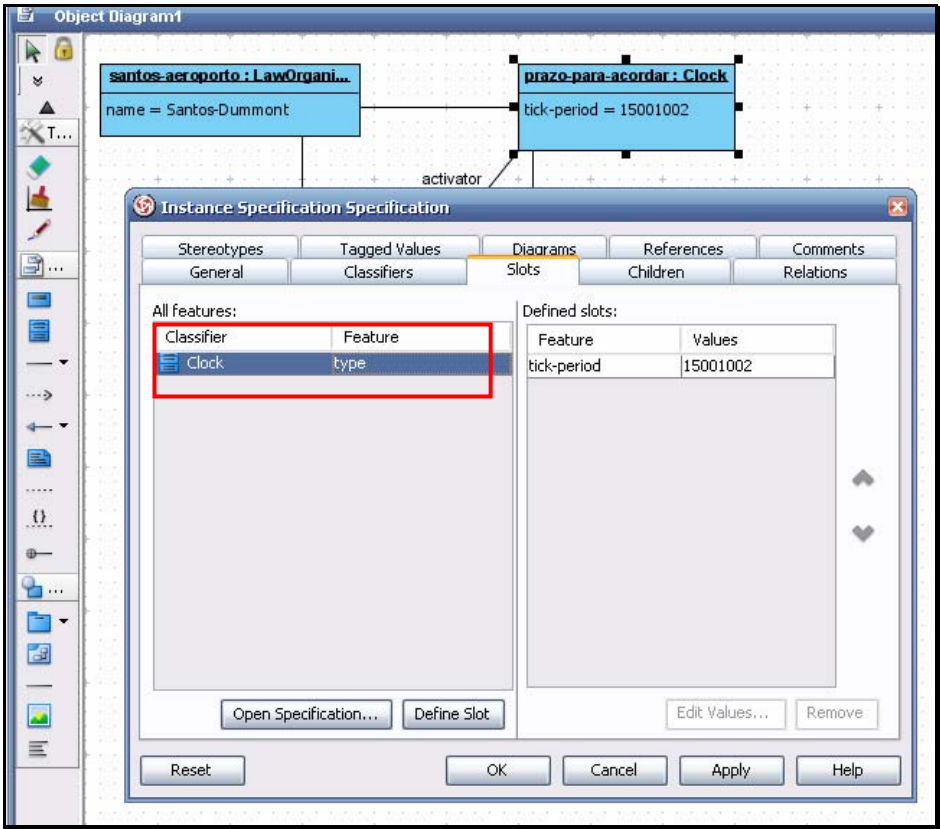 Object Diagram1
santos-aeroporto : LawOrgani...
name = Santos-Dummont
prazo-para-acordar : Clock
tick-period = 15001002
T...
activator
Instance Specification Specification
Stereotypes Tagged Values Diagrams References Comments
General Classifiers Slots Children Relations
All features:
Classifier Feature
Clock type
Defined slots:
Feature Values
tick-period 15001002
...
{}
...
Open Specification... Define Slot
Edit Values... Remove
Reset OK Cancel Apply Help